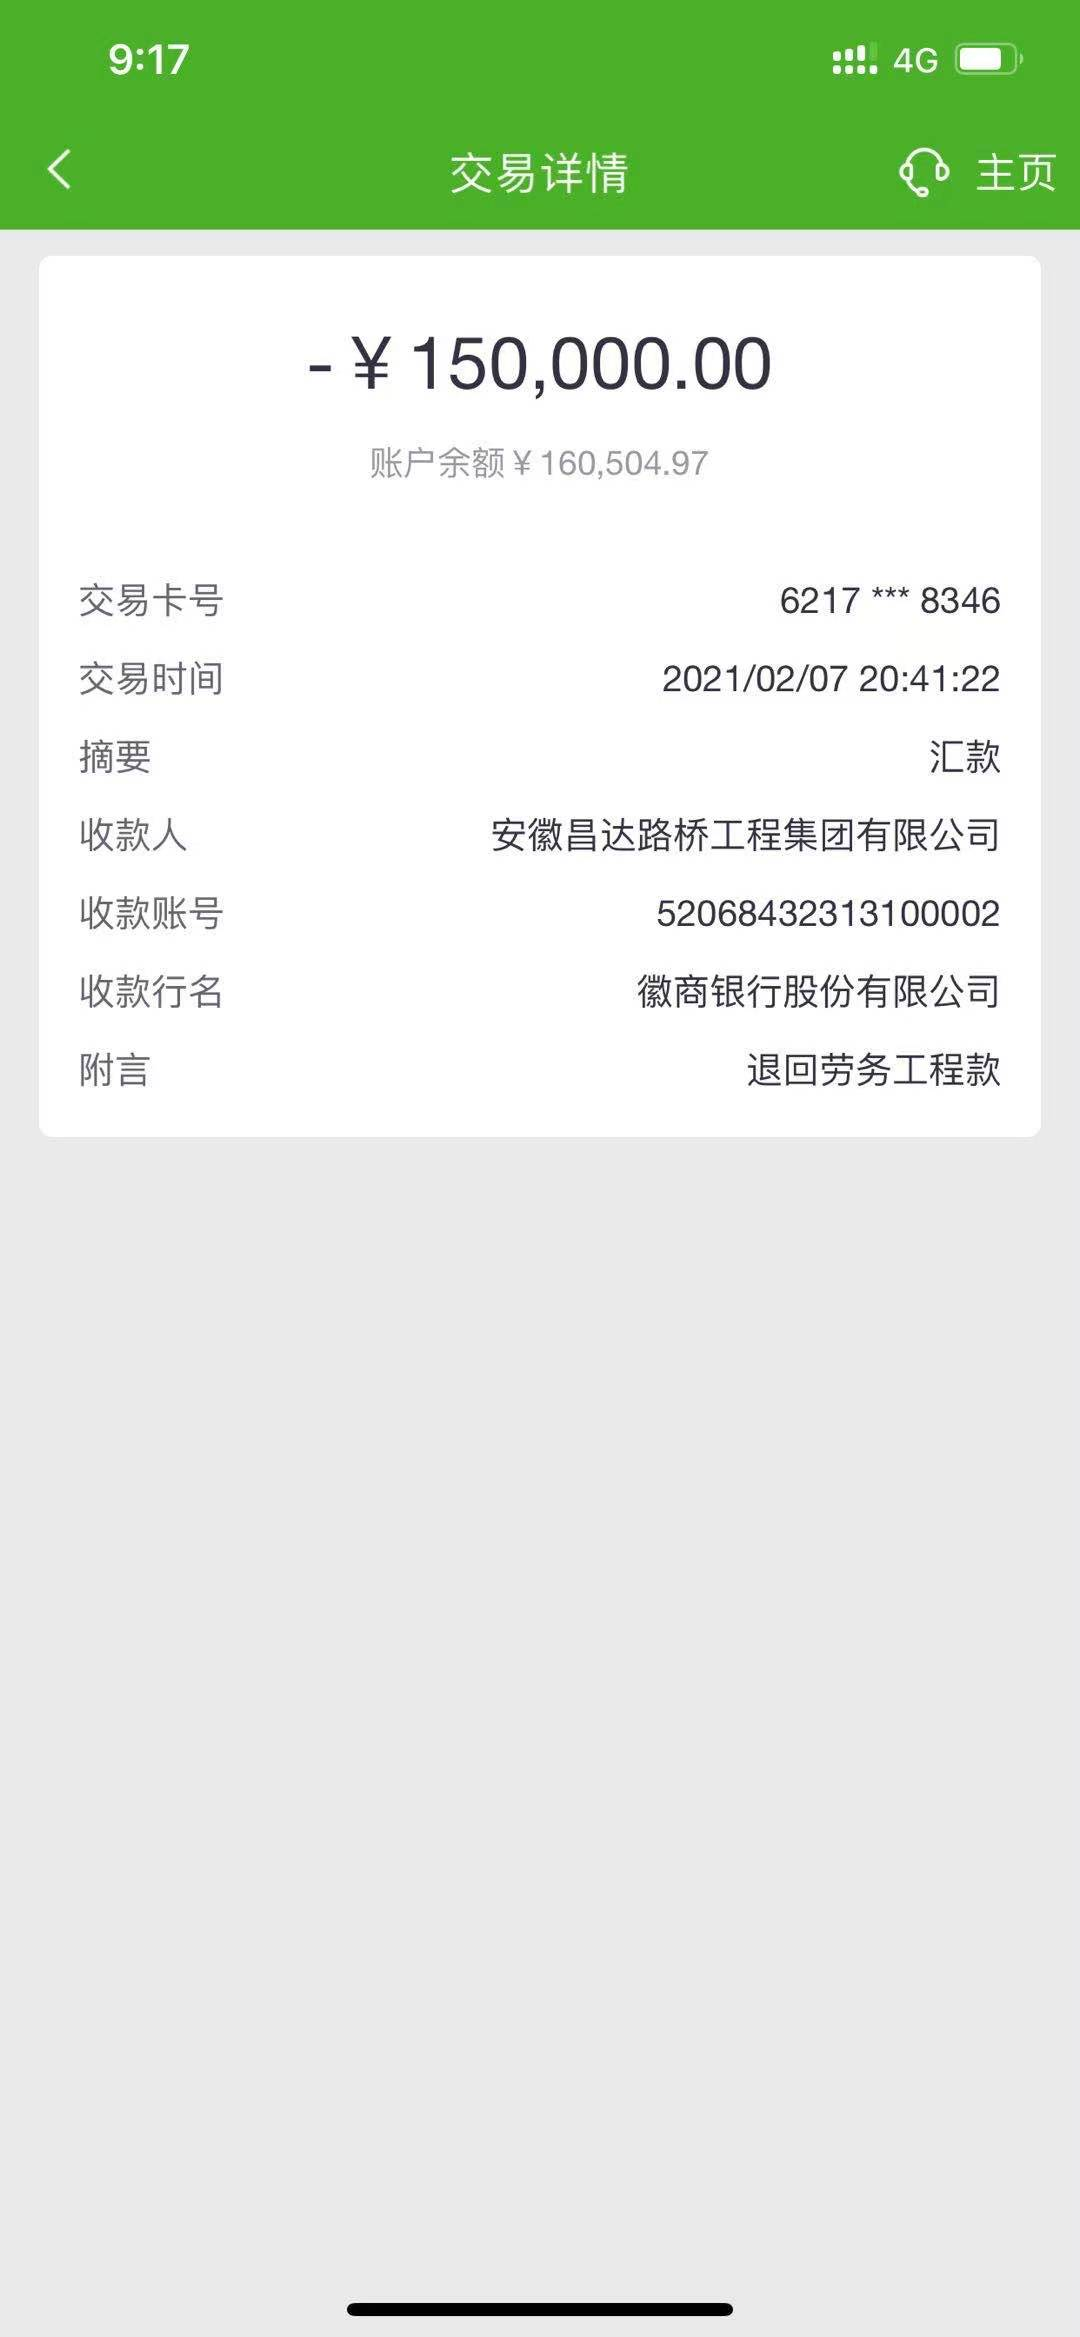 9:17 4G
交易详情 主页
-￥150,000.00
账户余额￥160,504.97
交易卡号 6217 *** 8346
交易时间 2021/02/07 20:41:22
摘要 汇款
收款人 安徽昌达路桥工程集团有限公司
收款账号 52068432313100002
收款行名 徽商银行股份有限公司
附言 退回劳务工程款